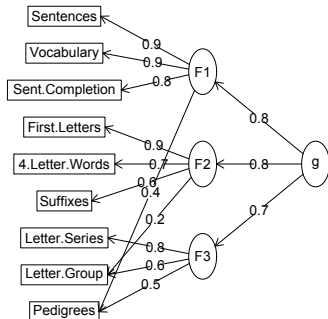 Sentences
Vocabulary
Sent.Completion
First.Letters
4.Letter.Words
Suffixes
Letter.Series
Letter.Group
Pedigrees
0.9
0.9
0.8
0.9
0.7
0.6
0.4
0.2
0.8
0.6
0.5
F1
F2
F3
0.8
0.8
0.7
g